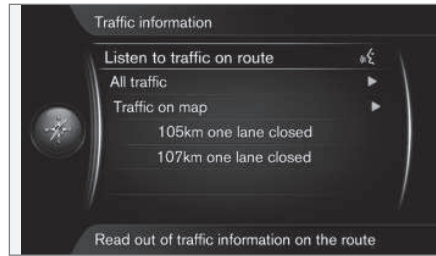 Traffic information
Listen to traffic on route
All traffic
Traffic on map
105km one lane closed
107km one lane closed
Read out of traffic information on the route